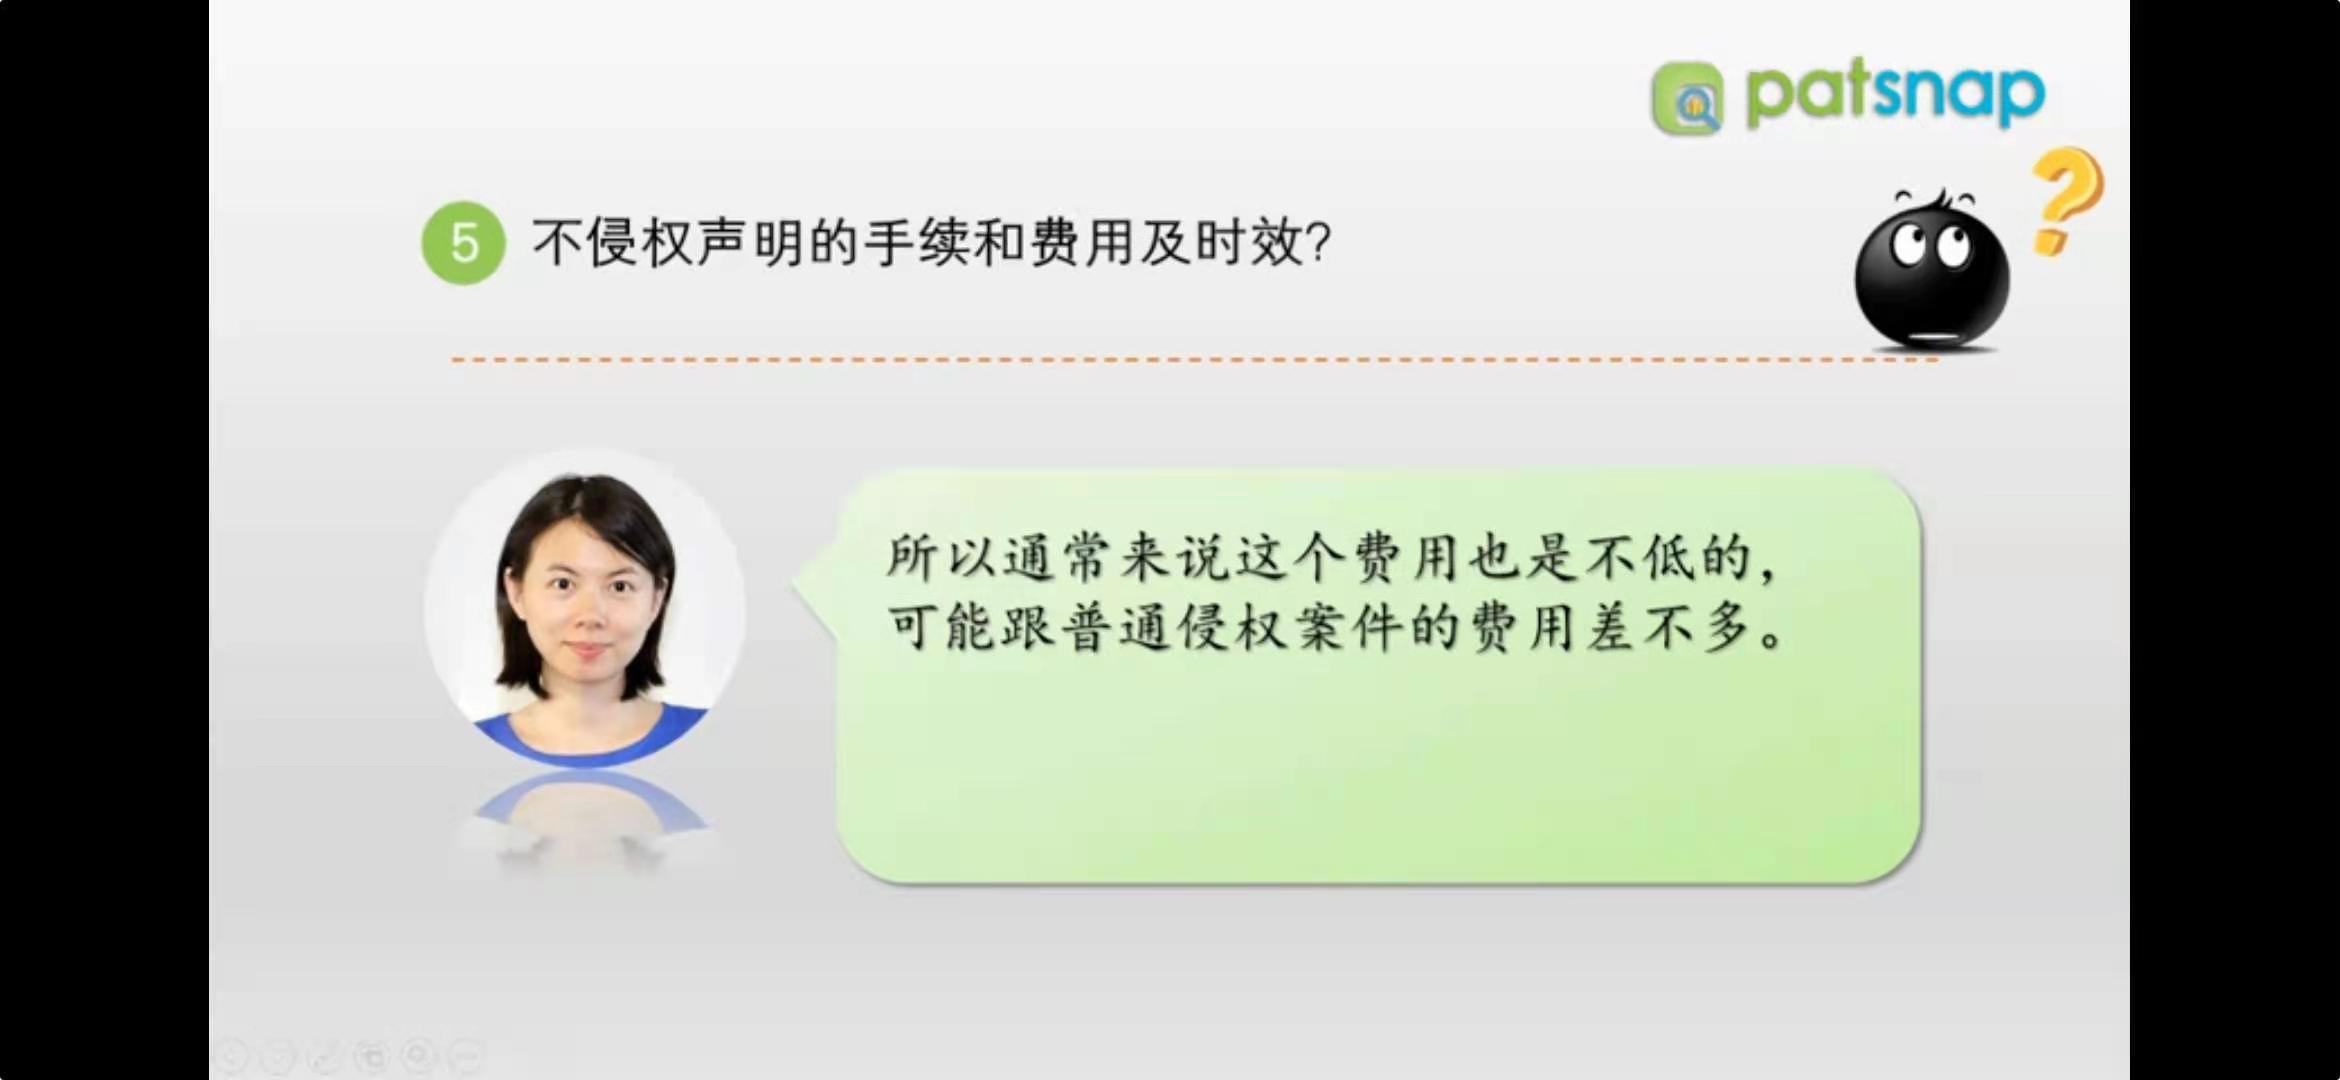 patsnap
5 不侵权声明的手续和费用及时效?
所以通常来说这个费用也是不低的，
可能跟普通侵权案件的费用差不多。